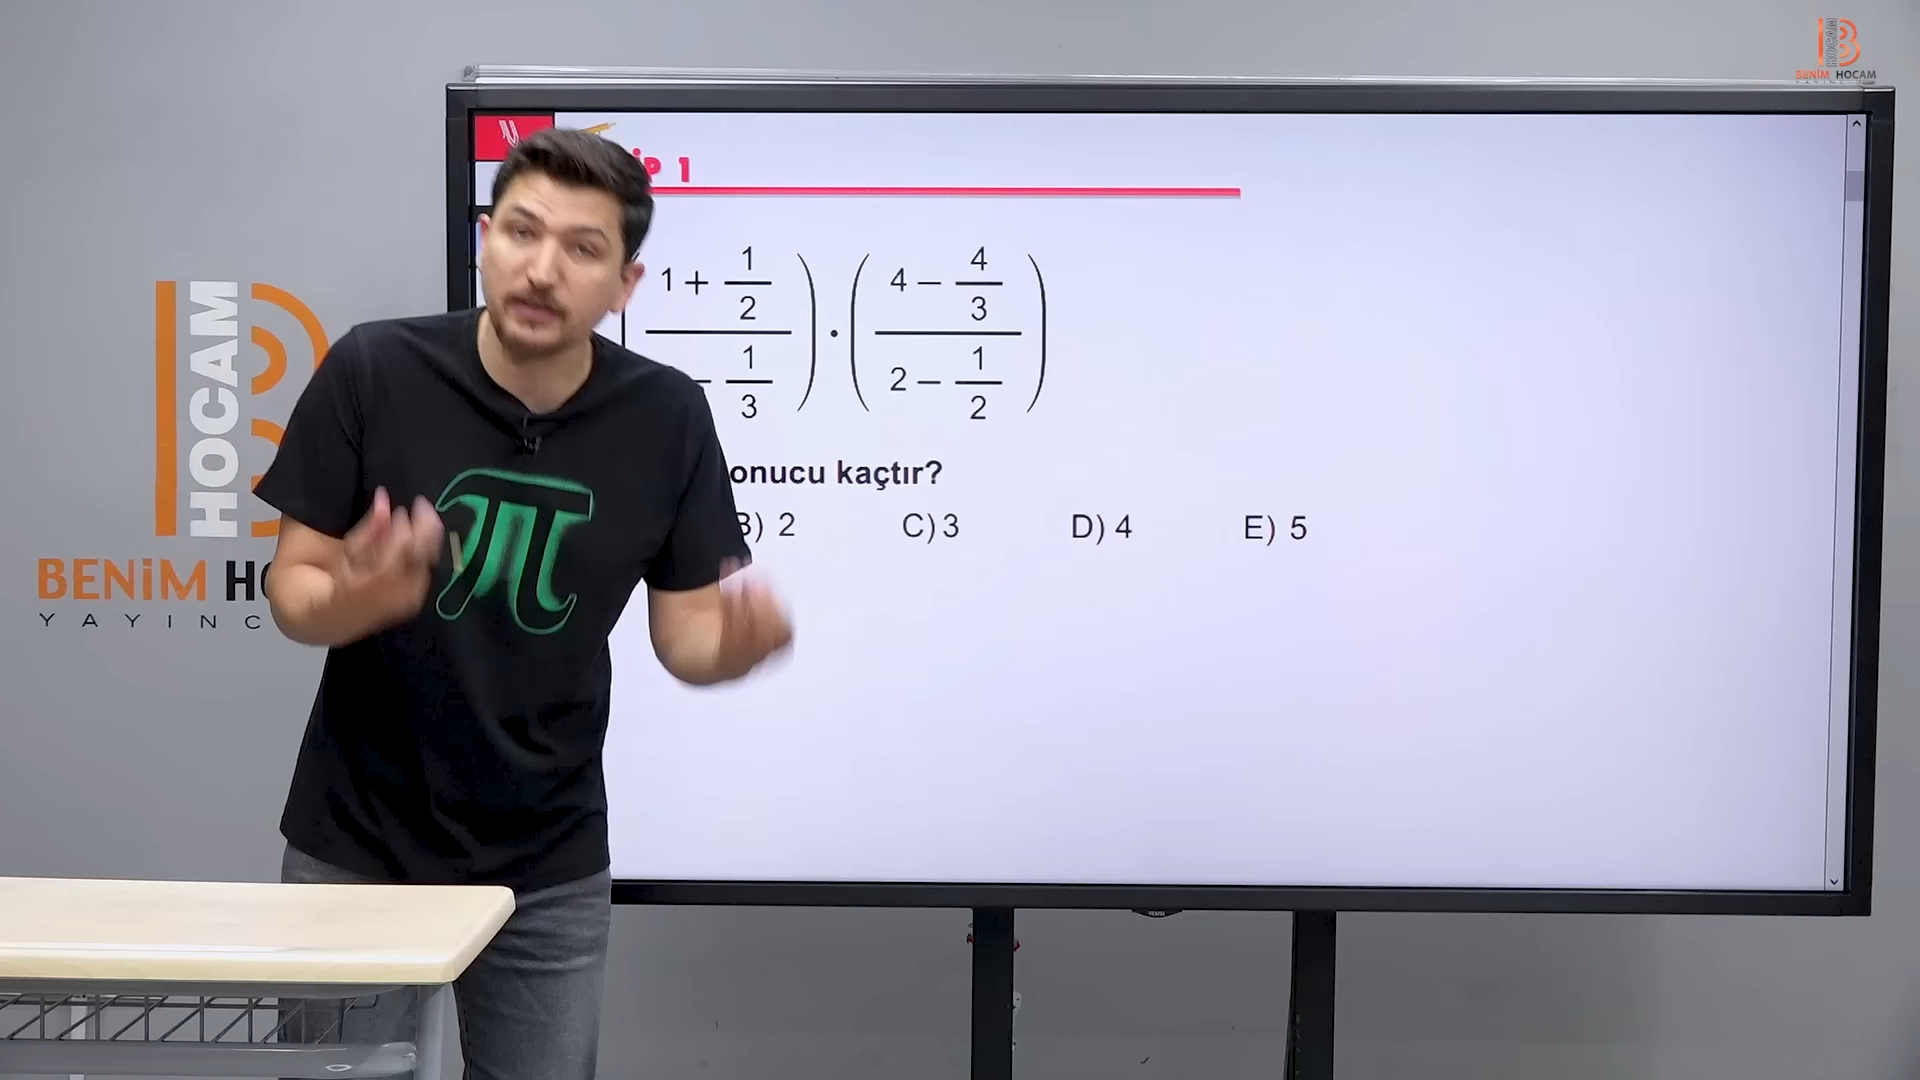 HOCAM
BENİM HOCAM
İP 1
1 + 1/2
- 1/3
.
4 - 4/3
2 - 1/2
onucu kaçtır?
B) 2 C) 3 D) 4 E) 5
HOCAM
BENİM HO
YAYINC
π